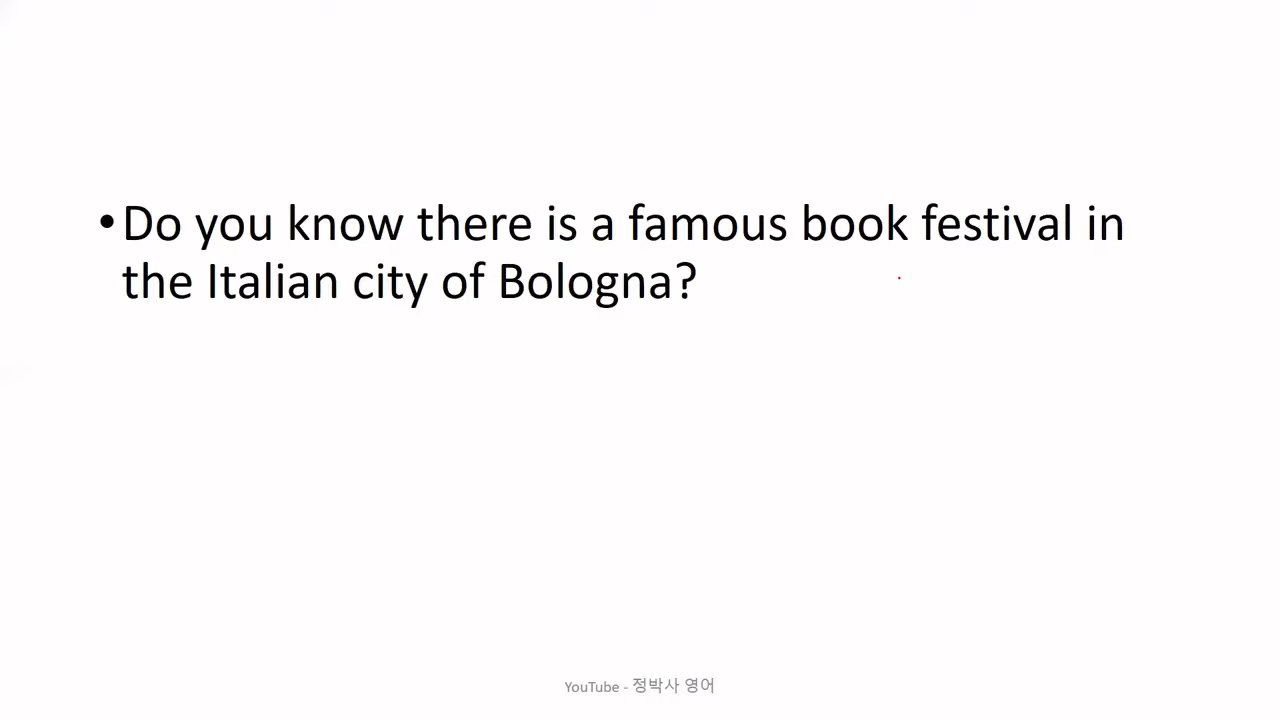 •Do you know there is a famous book festival in
the Italian city of Bologna?
YouTube - 정박사 영어